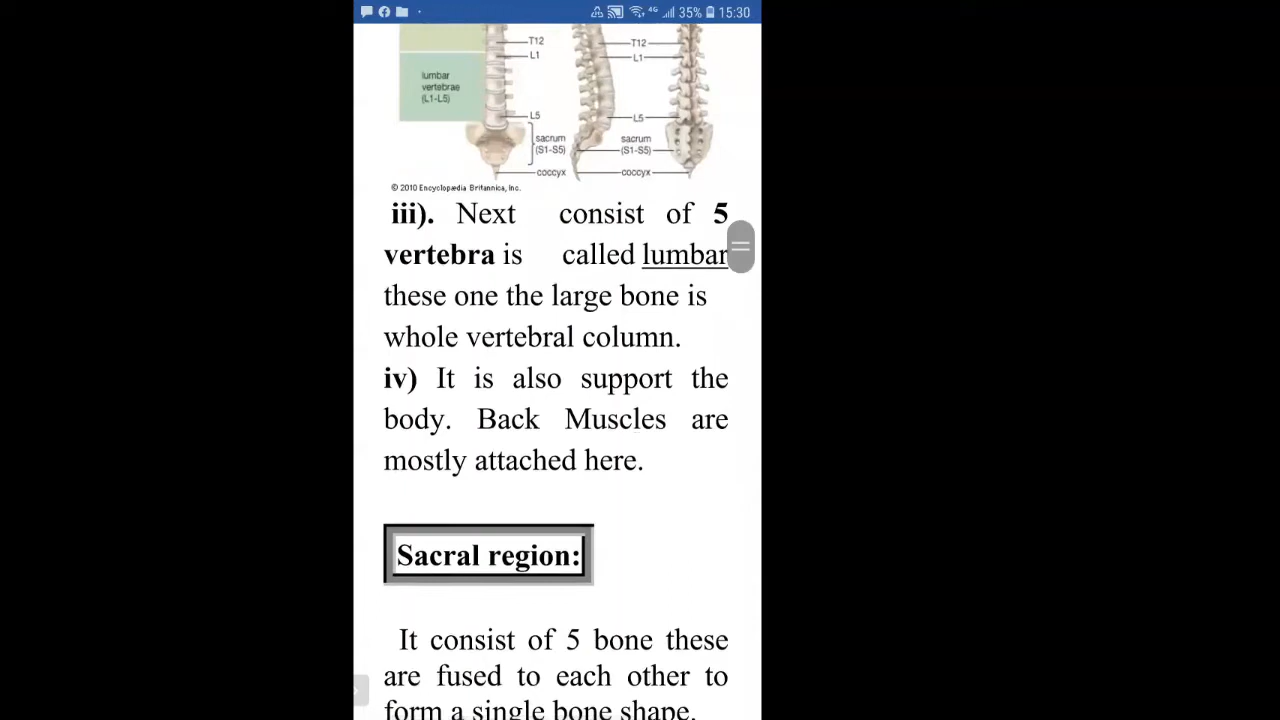 4G 35% 15:30
T12 T12
L1 L1
lumbar
vertebrae
(L1-L5)
L5 L5
sacrum sacrum
(S1-S5) (S1-S5)
coccyx coccyx
© 2010 Encyclopædia Britannica, Inc.
iii). Next consist of 5
vertebra is called lumbar
these one the large bone is
whole vertebral column.
iv) It is also support the
body. Back Muscles are
mostly attached here.
Sacral region:
It consist of 5 bone these
are fused to each other to
form a single bone shape.